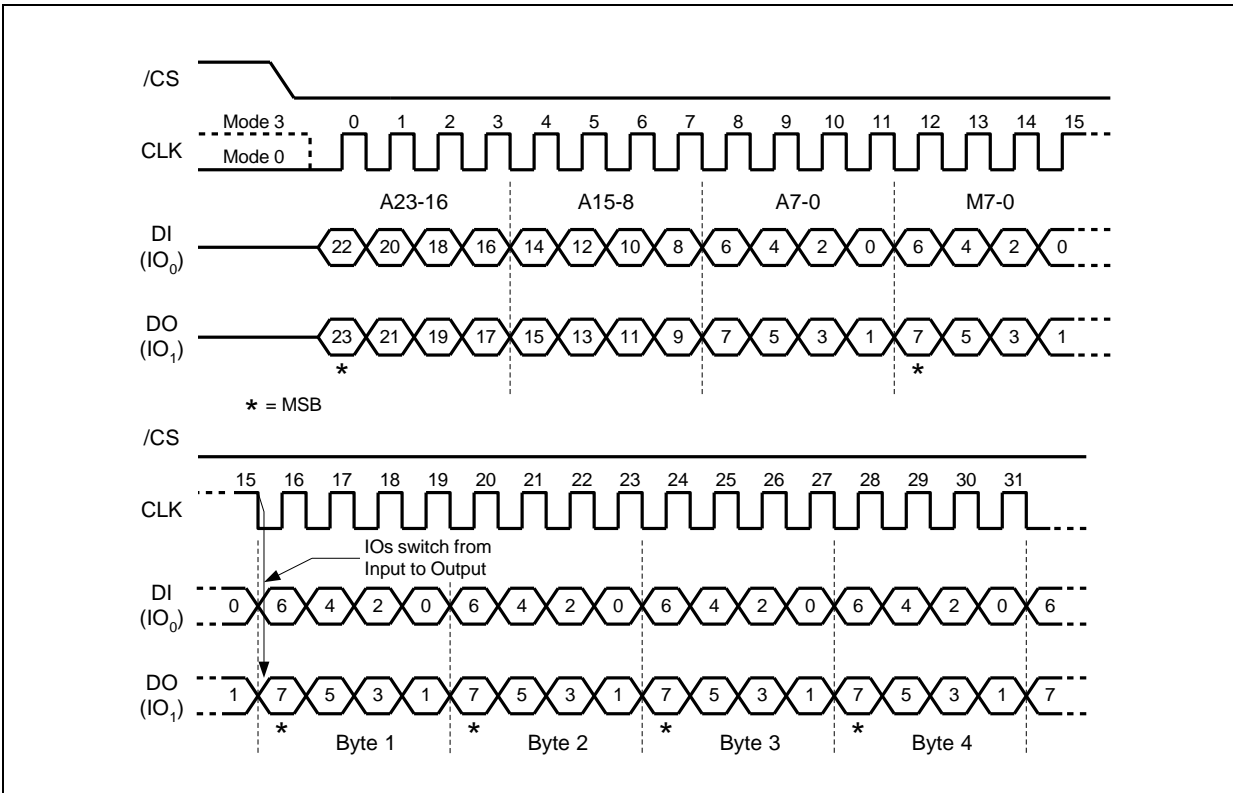 /CS
Mode 3
0 1 2 3 4 5 6 7 8 9 10 11 12 13 14 15
CLK
Mode 0
A23-16 A15-8 A7-0 M7-0
DI
(IO0)
22 20 18 16 14 12 10 8 6 4 2 0 6 4 2 0
DO
(IO1)
23 21 19 17 15 13 11 9 7 5 3 1 7 5 3 1
* *
* = MSB
/CS
15 16 17 18 19 20 21 22 23 24 25 26 27 28 29 30 31
CLK
IOs switch from
Input to Output
DI
(IO0)
0 6 4 2 0 6 4 2 0 6 4 2 0 6 4 2 0 6
DO
(IO1)
1 7 5 3 1 7 5 3 1 7 5 3 1 7 5 3 1 7
* * * *
Byte 1 Byte 2 Byte 3 Byte 4